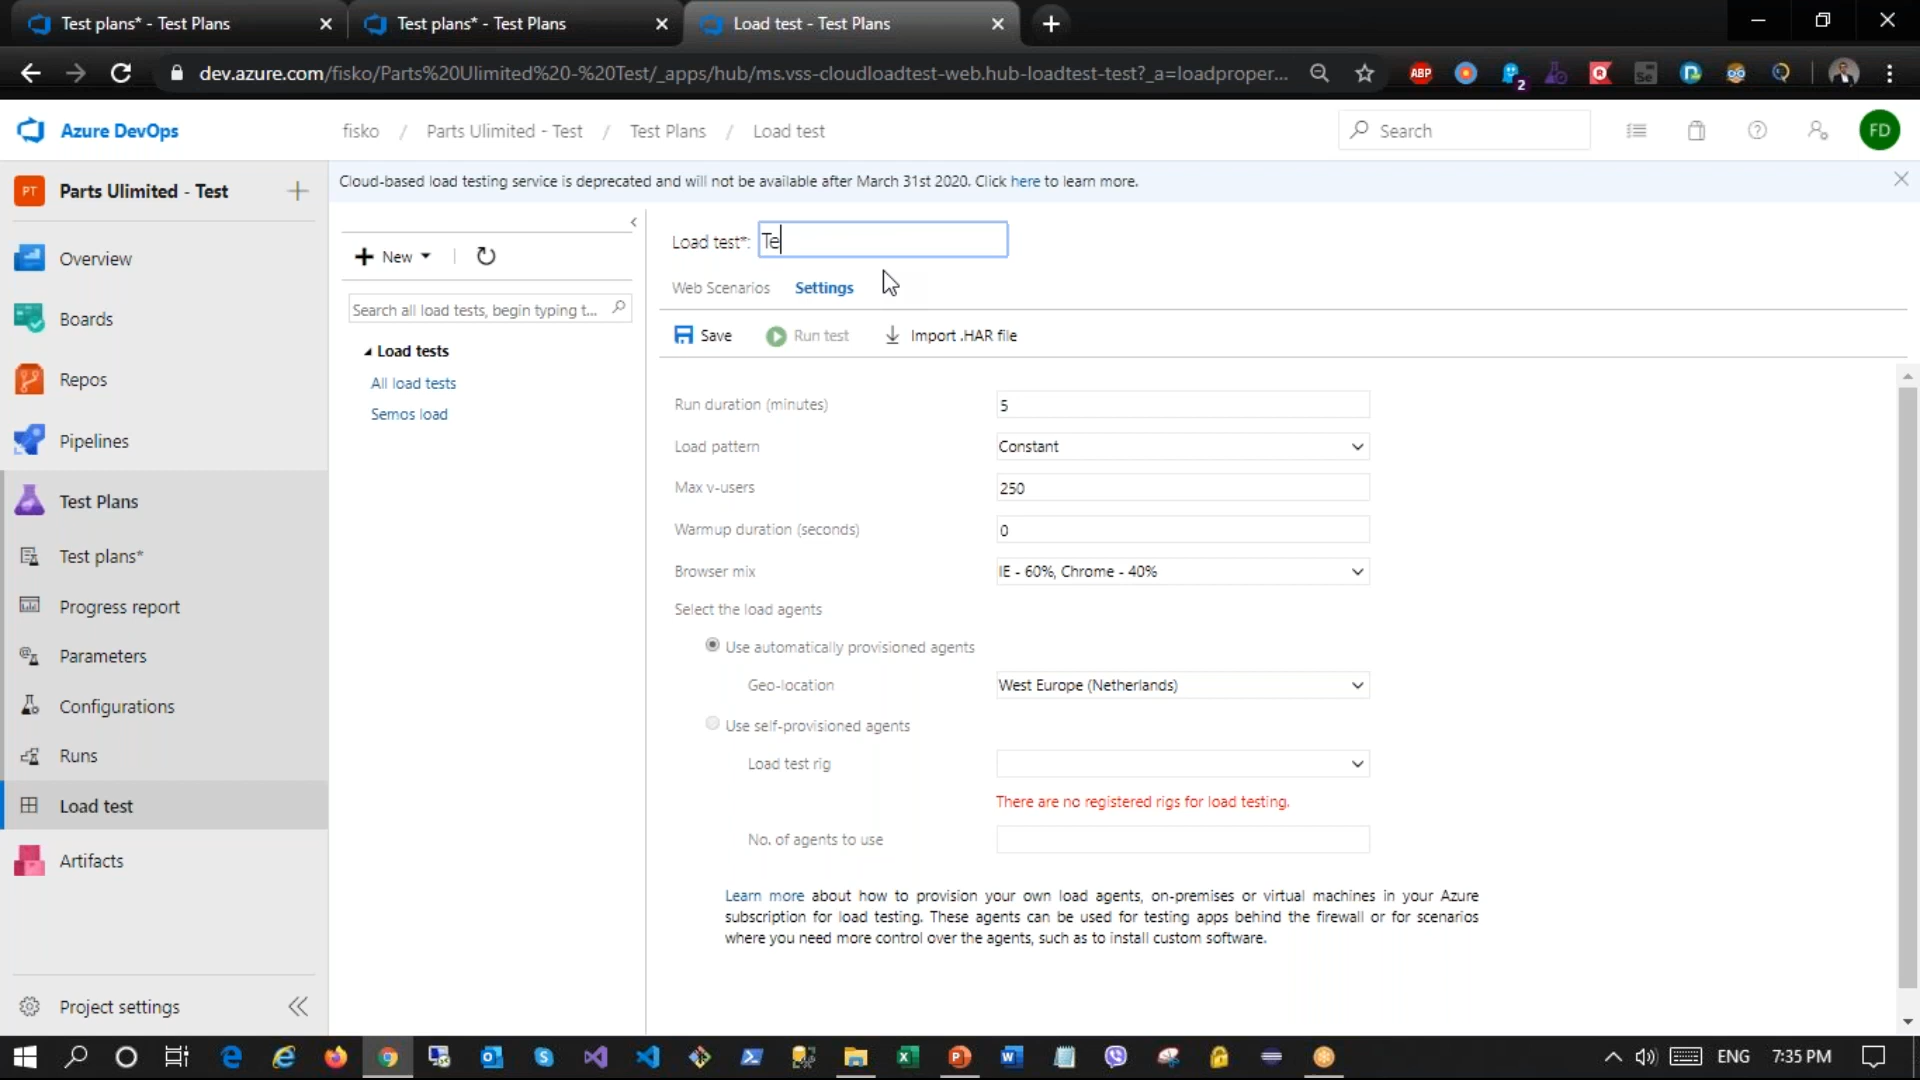 Test plans* - Test Plans
Test plans* - Test Plans
Load test - Test Plans
dev.azure.com/fisko/Parts%20Ulimited%20-%20Test/_apps/hub/ms.vss-cloudloadtest-web.hub-loadtest-test?_a=loadproper...
ABP
2
Se
Azure DevOps
fisko / Parts Ulimited - Test / Test Plans / Load test
Search
FD
PT
Parts Ulimited - Test
Cloud-based load testing service is deprecated and will not be available after March 31st 2020. Click here to learn more.
Overview
Boards
Repos
Pipelines
Test Plans
Test plans*
Progress report
Parameters
Configurations
Runs
Load test
Artifacts
Project settings
New
Search all load tests, begin typing t...
Load tests
All load tests
Semos load
Load test*: Te
Web Scenarios Settings
Save Run test Import .HAR file
Run duration (minutes) 5
Load pattern Constant
Max v-users 250
Warmup duration (seconds) 0
Browser mix IE - 60%, Chrome - 40%
Select the load agents
Use automatically provisioned agents
Geo-location West Europe (Netherlands)
Use self-provisioned agents
Load test rig
There are no registered rigs for load testing.
No. of agents to use
Learn more about how to provision your own load agents, on-premises or virtual machines in your Azure
subscription for load testing. These agents can be used for testing apps behind the firewall or for scenarios
where you need more control over the agents, such as to install custom software.
ENG 7:35 PM